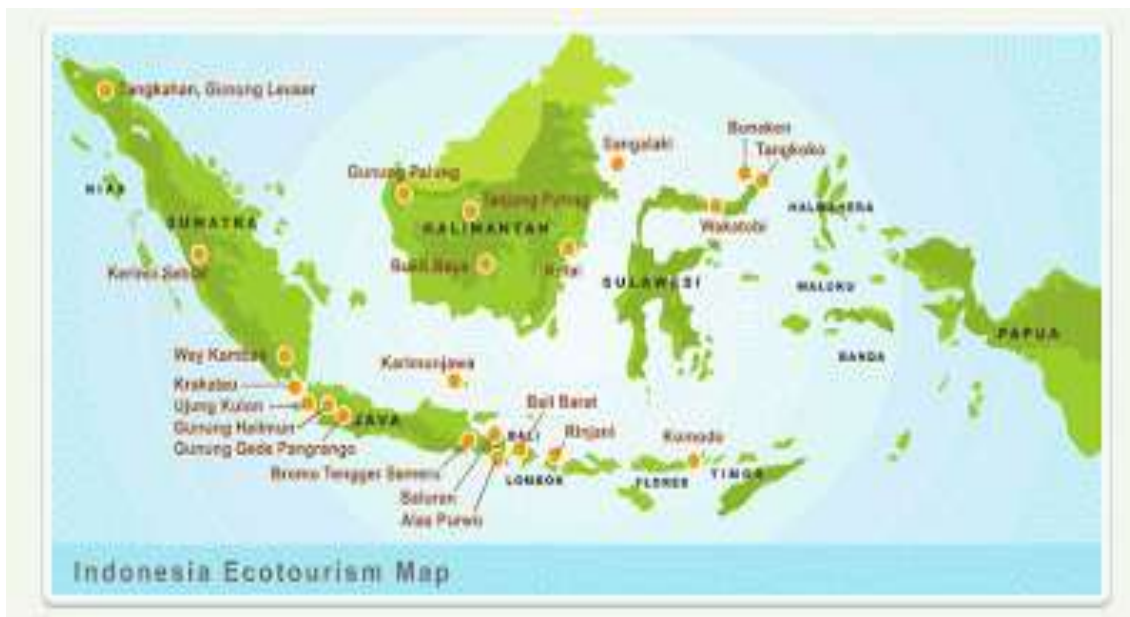 Tangkahan, Gunung Leuser
Bunaken
Tangkoko
Sangalaki
Gunung Palung
Tanjung Puting
NIAS
HALMAHERA
SUMATRA
KALIMANTAN
Wakatobi
Kerinci Seblat
Bukit Raya
Kutai
SULAWESI
MALUKU
PAPUA
BANDA
Way Kambas
Karimunjawa
Krakatau
Ujung Kulon
Bali Barat
Gunung Halimun
JAVA
BALI
Rinjani
Komodo
Gunung Gede Pangrango
Bromo Tengger Semeru
LOMBOK
FLORES
TIMOR
Baluran
Alas Purwo
Indonesia Ecotourism Map